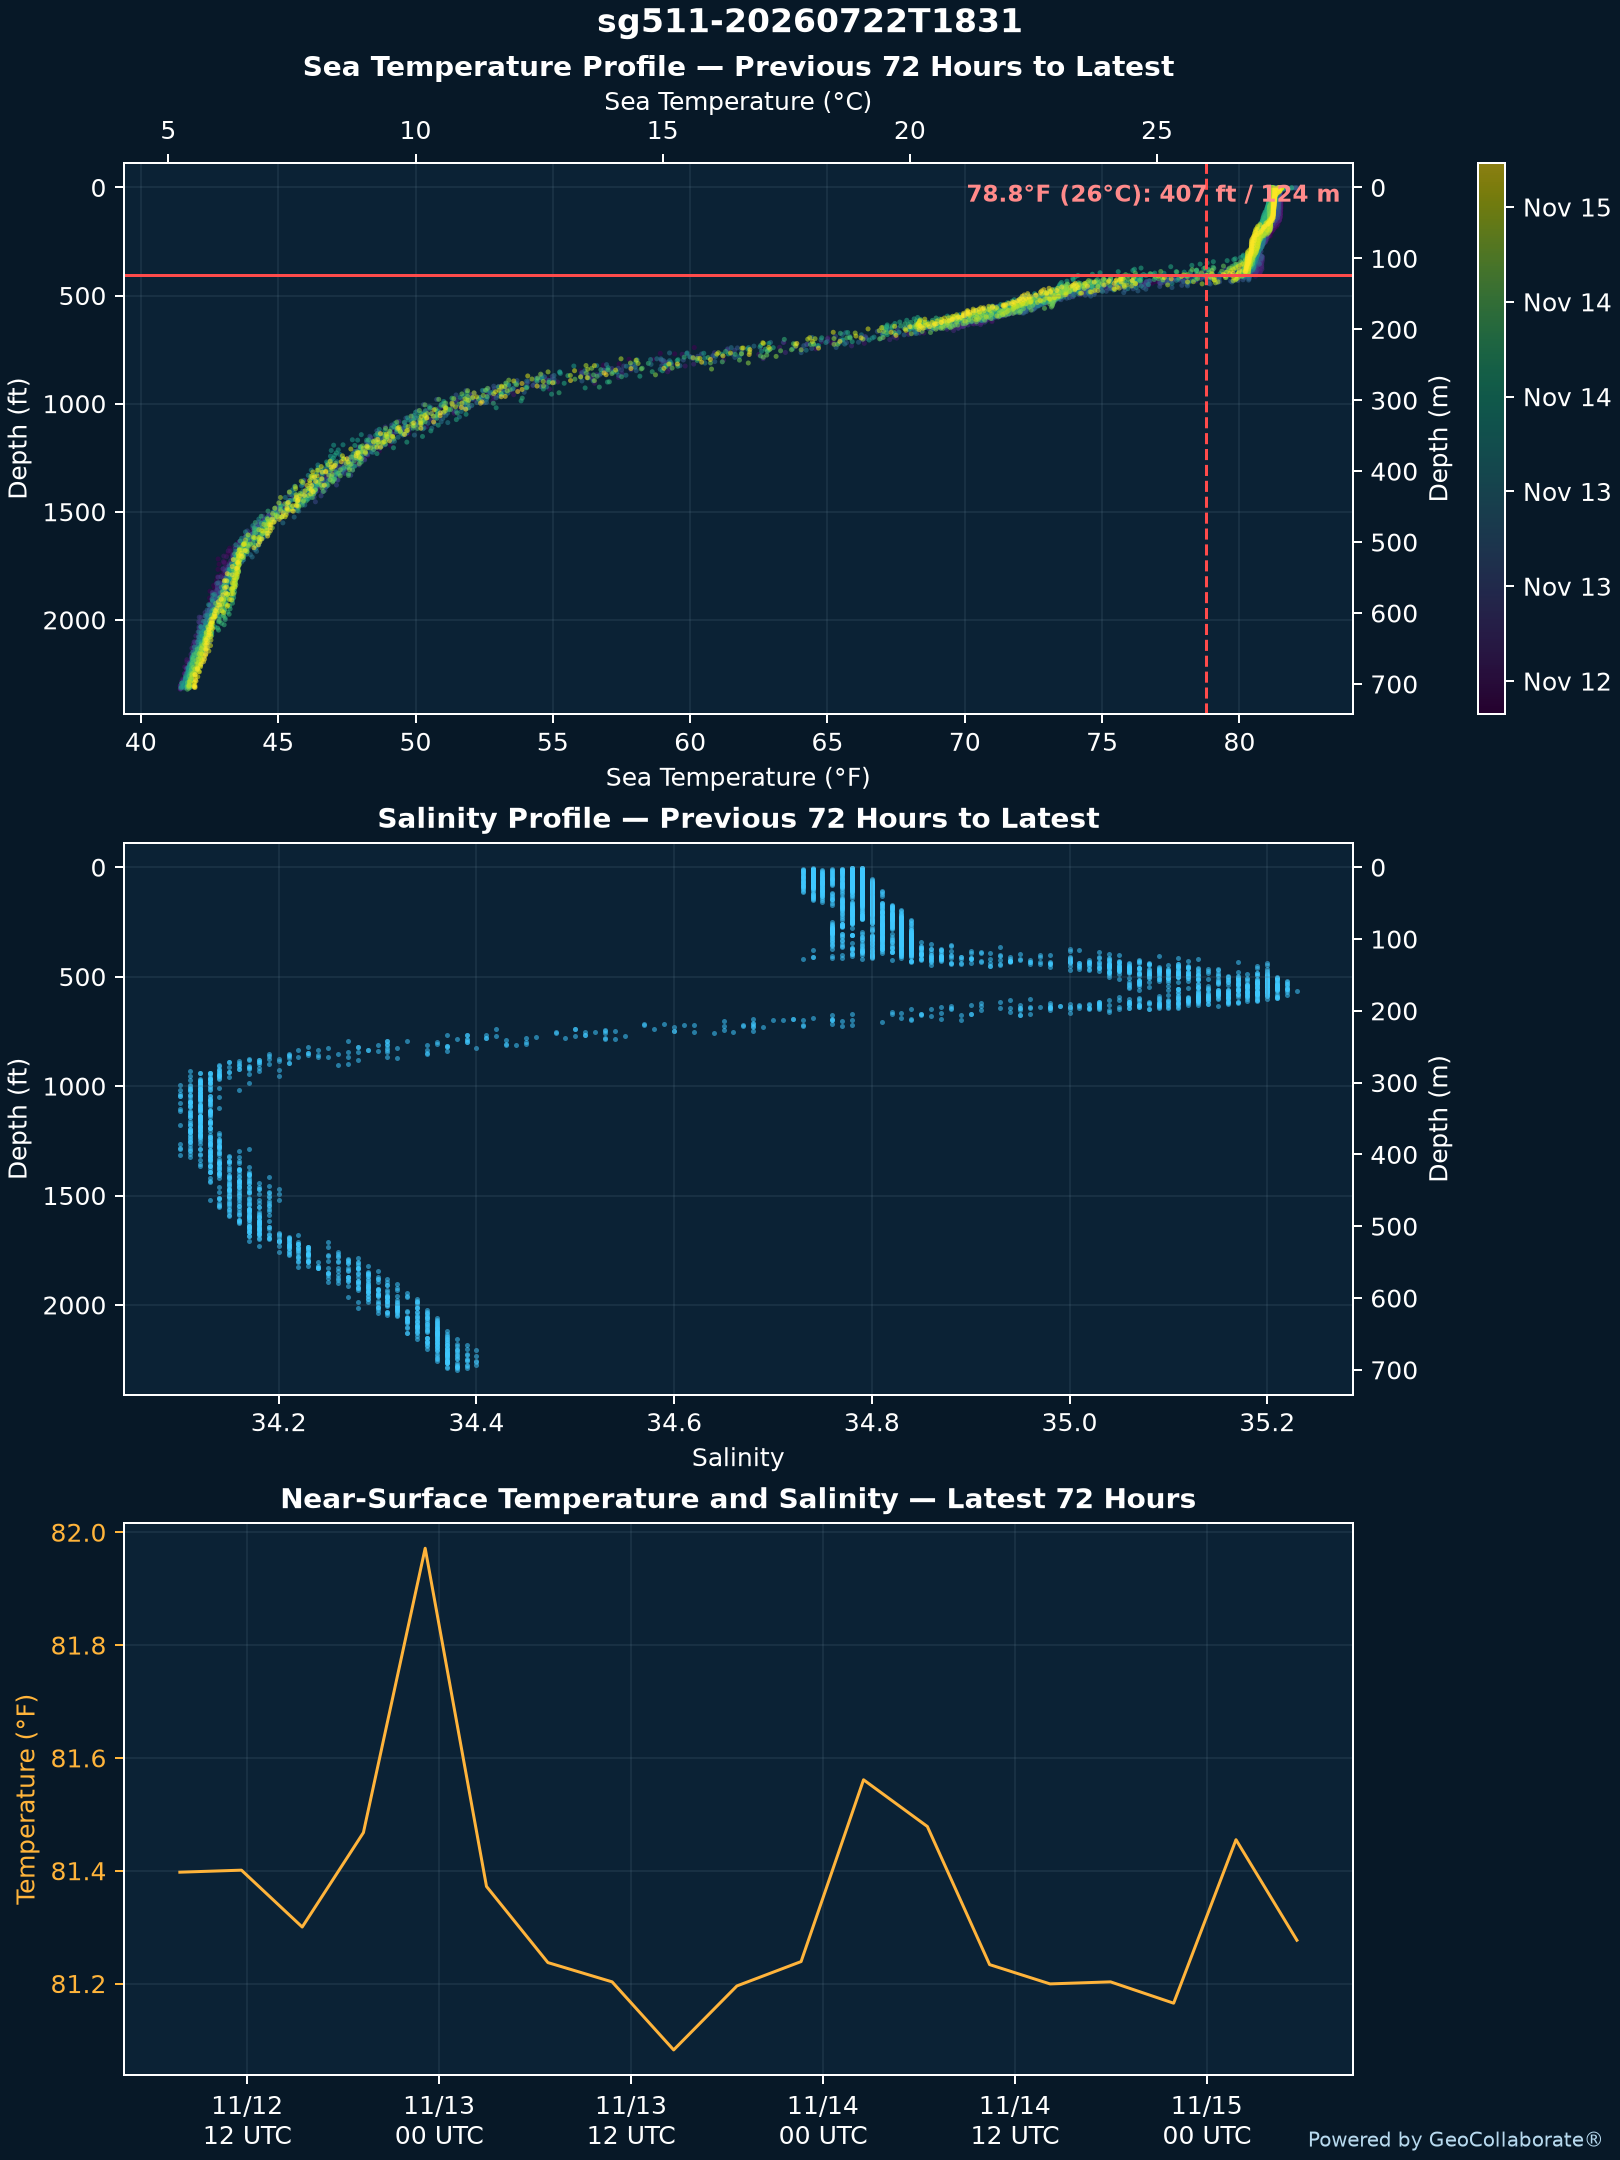 sg511-20260722T1831
Sea Temperature Profile — Previous 72 Hours to Latest
Sea Temperature (°C)
5 10 15 20 25
78.8°F (26°C): 407 ft / 124 m
0
500
1000
1500
2000
Depth (ft)
0
100
200
300
400
500
600
700
Depth (m)
Nov 15
Nov 14
Nov 14
Nov 13
Nov 13
Nov 12
40 45 50 55 60 65 70 75 80
Sea Temperature (°F)
Salinity Profile — Previous 72 Hours to Latest
0
500
1000
1500
2000
Depth (ft)
0
100
200
300
400
500
600
700
Depth (m)
34.2 34.4 34.6 34.8 35.0 35.2
Salinity
Near-Surface Temperature and Salinity — Latest 72 Hours
82.0
81.8
81.6
81.4
81.2
Temperature (°F)
11/12 11/13 11/13 11/14 11/14 11/15
12 UTC 00 UTC 12 UTC 00 UTC 12 UTC 00 UTC
Powered by GeoCollaborate®